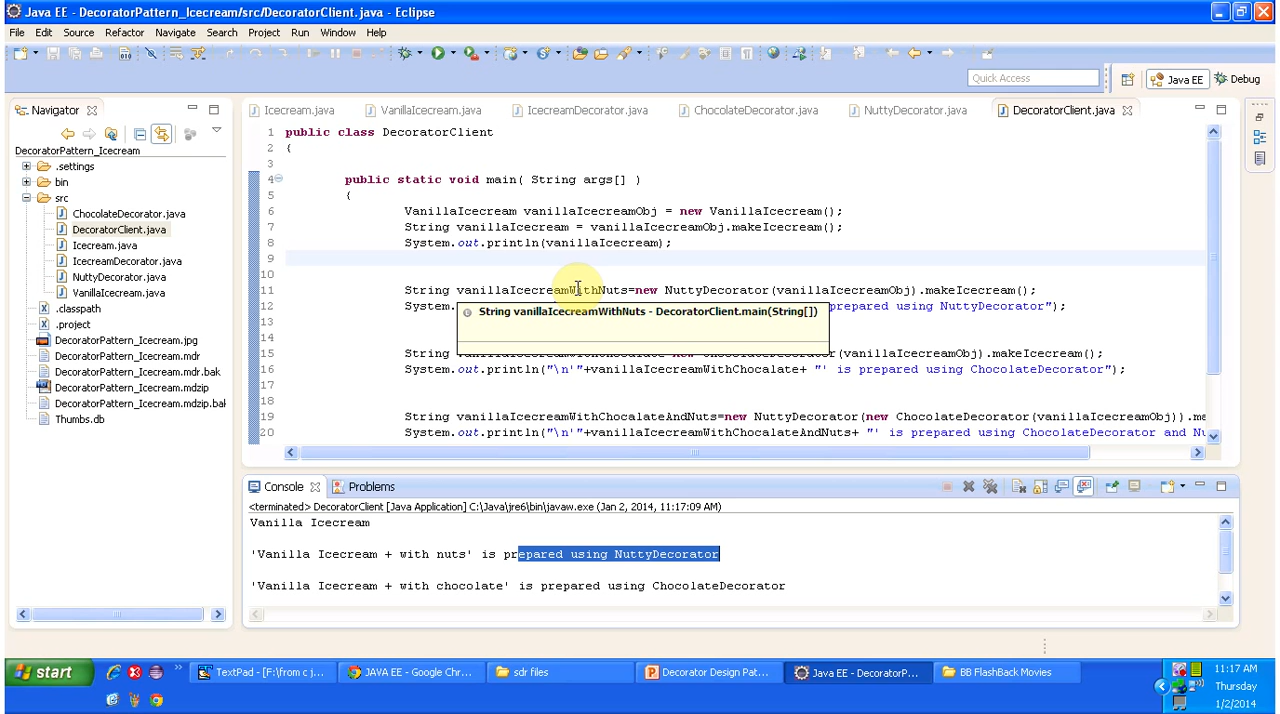 Java EE - DecoratorPattern_Icecream/src/DecoratorClient.java - Eclipse
File Edit Source Refactor Navigate Search Project Run Window Help
Quick Access
Java EE
Debug
Navigator
Icecream.java
VanillaIcecream.java
IcecreamDecorator.java
ChocolateDecorator.java
NuttyDecorator.java
DecoratorClient.java
DecoratorPattern_Icecream
.settings
bin
src
ChocolateDecorator.java
DecoratorClient.java
Icecream.java
IcecreamDecorator.java
NuttyDecorator.java
VanillaIcecream.java
.classpath
.project
DecoratorPattern_Icecream.jpg
DecoratorPattern_Icecream.mdr
DecoratorPattern_Icecream.mdr.bak
DecoratorPattern_Icecream.mdzip
DecoratorPattern_Icecream.mdzip.bak
Thumbs.db
1 public class DecoratorClient
2 {
3
4 public static void main( String args[] )
5 {
6 VanillaIcecream vanillaIcecreamObj = new VanillaIcecream();
7 String vanillaIcecream = vanillaIcecreamObj.makeIcecream();
8 System.out.println(vanillaIcecream);
9
10
11 String vanillaIcecreamWithNuts=new NuttyDecorator(vanillaIcecreamObj).makeIcecream();
12 System. prepared using NuttyDecorator");
String vanillaIcecreamWithNuts - DecoratorClient.main(String[])
13
14
15 String (vanillaIcecreamObj).makeIcecream();
16 System.out.println("\n'"+vanillaIcecreamWithChocalate+ "' is prepared using ChocolateDecorator");
17
18
19 String vanillaIcecreamWithChocalateAndNuts=new NuttyDecorator(new ChocolateDecorator(vanillaIcecreamObj)).ma
20 System.out.println("\n'"+vanillaIcecreamWithChocalateAndNuts+ "' is prepared using ChocolateDecorator and Nu
Console
Problems
<terminated> DecoratorClient [Java Application] C:\Java\jre6\bin\javaw.exe (Jan 2, 2014, 11:17:09 AM)
Vanilla Icecream
'Vanilla Icecream + with nuts' is prepared using NuttyDecorator
'Vanilla Icecream + with chocolate' is prepared using ChocolateDecorator
start
TextPad - [F:\from c j...
JAVA EE - Google Chr...
sdr files
Decorator Design Pat...
Java EE - DecoratorP...
BB FlashBack Movies
11:17 AM
Thursday
1/2/2014